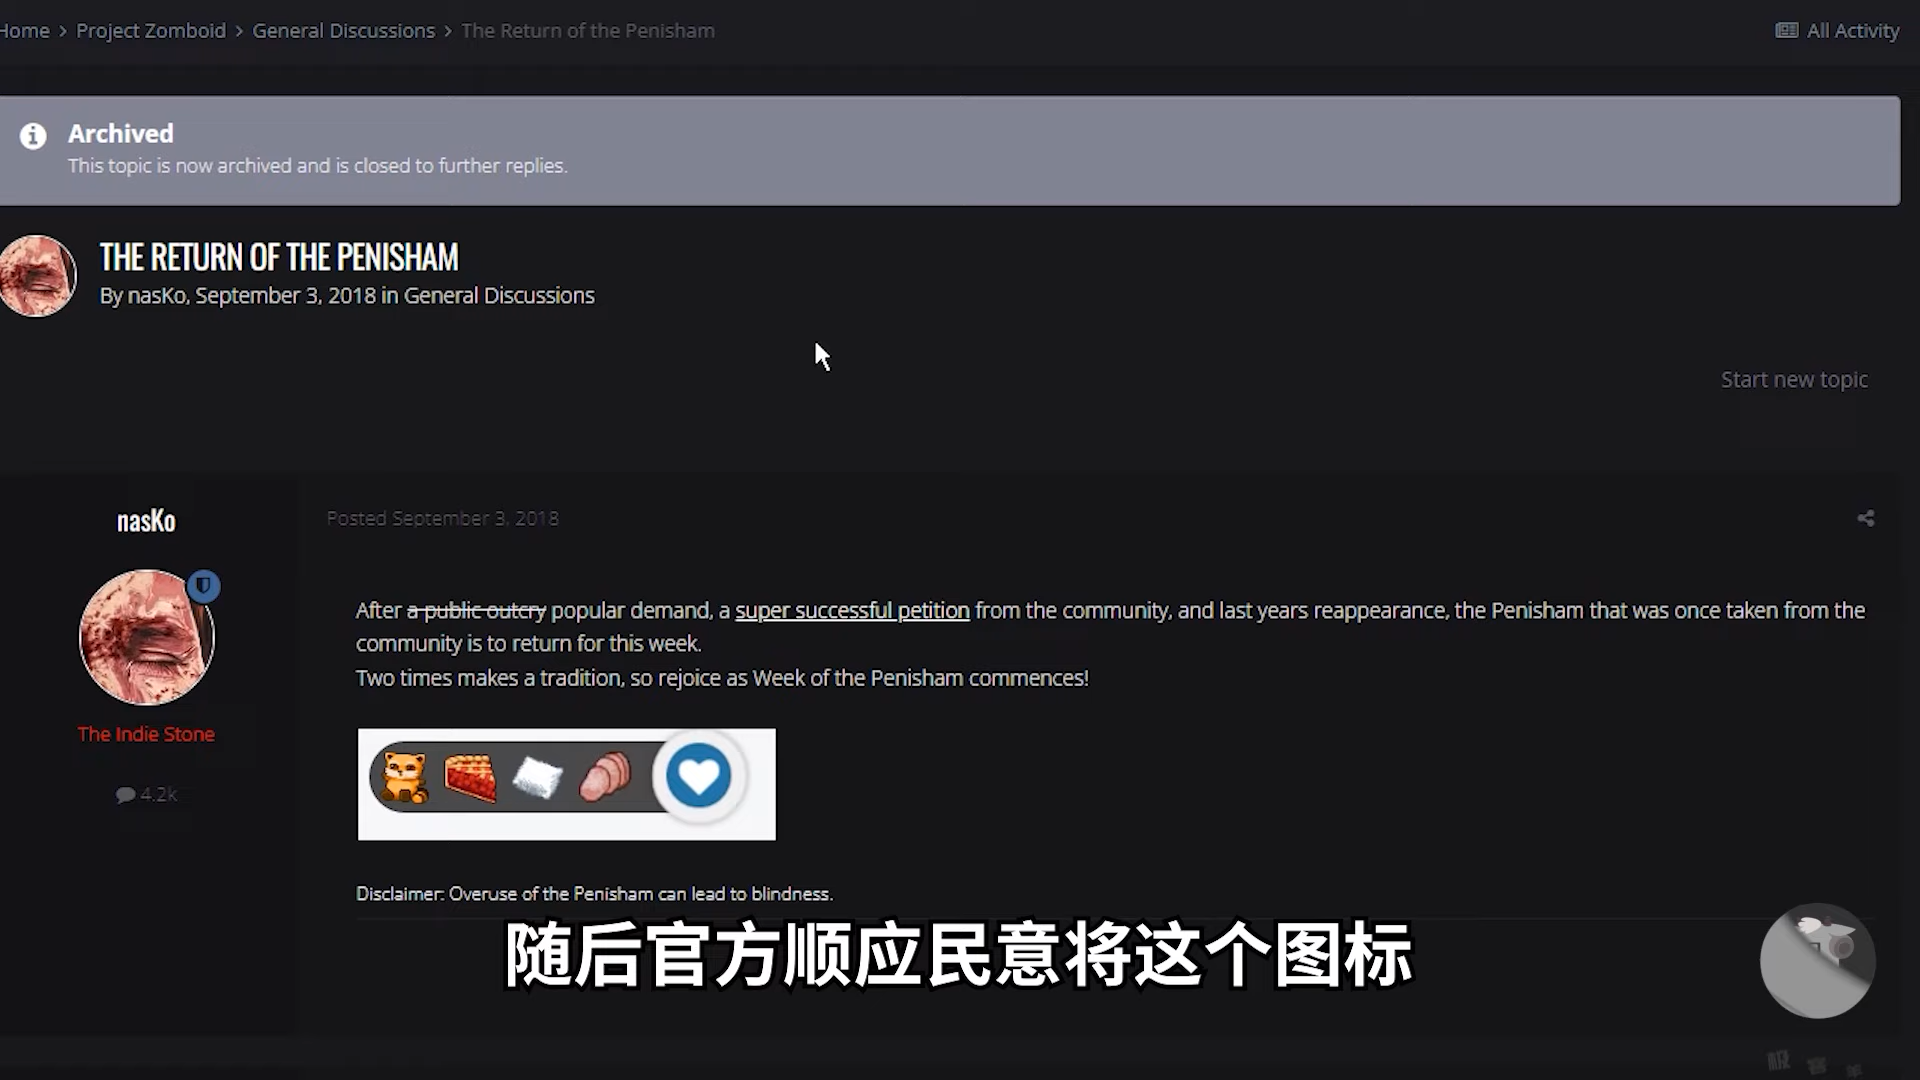 Home > Project Zomboid > General Discussions > The Return of the Penisham
All Activity
Archived
This topic is now archived and is closed to further replies.
THE RETURN OF THE PENISHAM
By nasKo, September 3, 2018 in General Discussions
Start new topic
nasKo
Posted September 3, 2018
The Indie Stone
4.2k
After a public outcry popular demand, a super successful petition from the community, and last years reappearance, the Penisham that was once taken from the
community is to return for this week.
Two times makes a tradition, so rejoice as Week of the Penisham commences!
Disclaimer: Overuse of the Penisham can lead to blindness.
随后官方顺应民意将这个图标